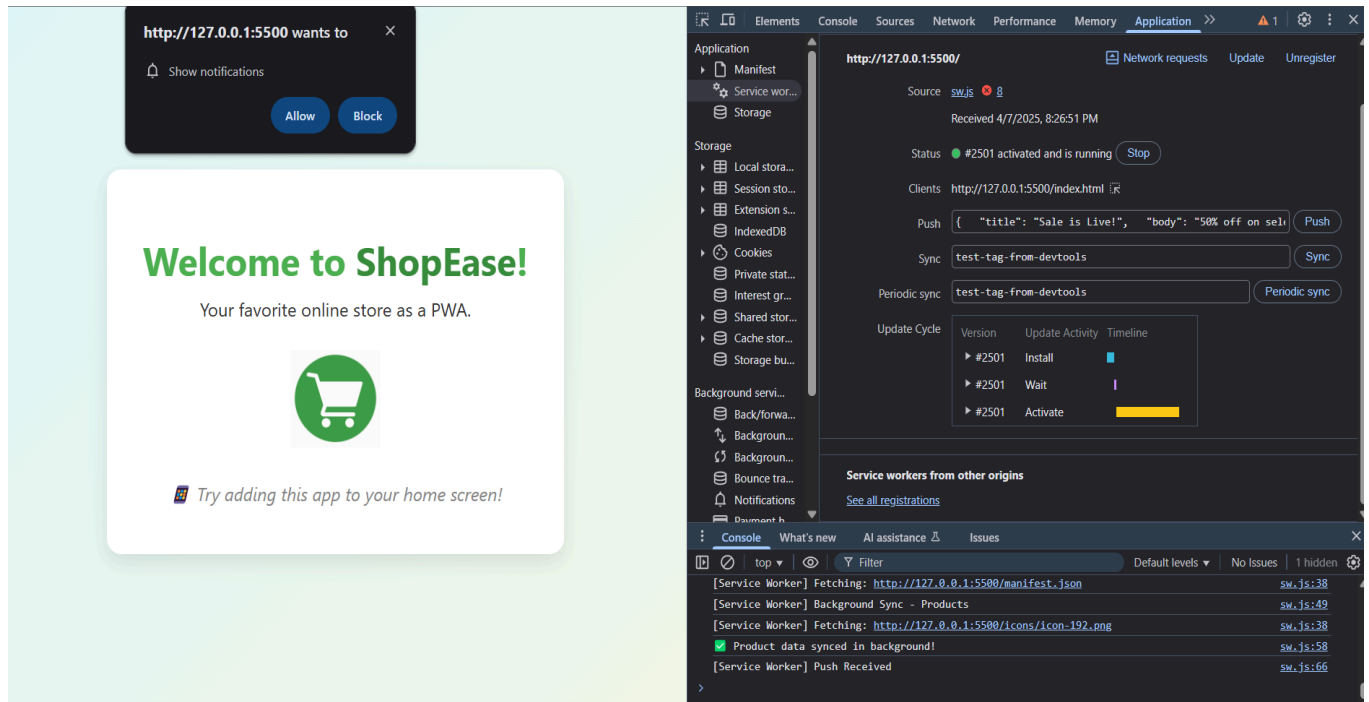 http://127.0.0.1:5500 wants to
Show notifications
Allow Block
Welcome to ShopEase!
Your favorite online store as a PWA.
Try adding this app to your home screen!
Elements Console Sources Network Performance Memory Application 1
Application
Manifest
Service wor...
Storage
Storage
Local stora...
Session sto...
Extension s...
IndexedDB
Cookies
Private stat...
Interest gr...
Shared stor...
Cache stor...
Storage bu...
Background servi...
Back/forwa...
Backgroun...
Backgroun...
Bounce tra...
Notifications
Payment h
http://127.0.0.1:5500/ Network requests Update Unregister
Source sw.js 8
Received 4/7/2025, 8:26:51 PM
Status #2501 activated and is running Stop
Clients http://127.0.0.1:5500/index.html
Push { "title": "Sale is Live!", "body": "50% off on sele Push
Sync test-tag-from-devtools Sync
Periodic sync test-tag-from-devtools Periodic sync
Update Cycle Version Update Activity Timeline
#2501 Install
#2501 Wait
#2501 Activate
Service workers from other origins
See all registrations
Console What's new AI assistance Issues
top Filter Default levels No Issues 1 hidden
[Service Worker] Fetching: http://127.0.0.1:5500/manifest.json sw.js:38
[Service Worker] Background Sync - Products sw.js:49
[Service Worker] Fetching: http://127.0.0.1:5500/icons/icon-192.png sw.js:38
Product data synced in background! sw.js:58
[Service Worker] Push Received sw.js:66